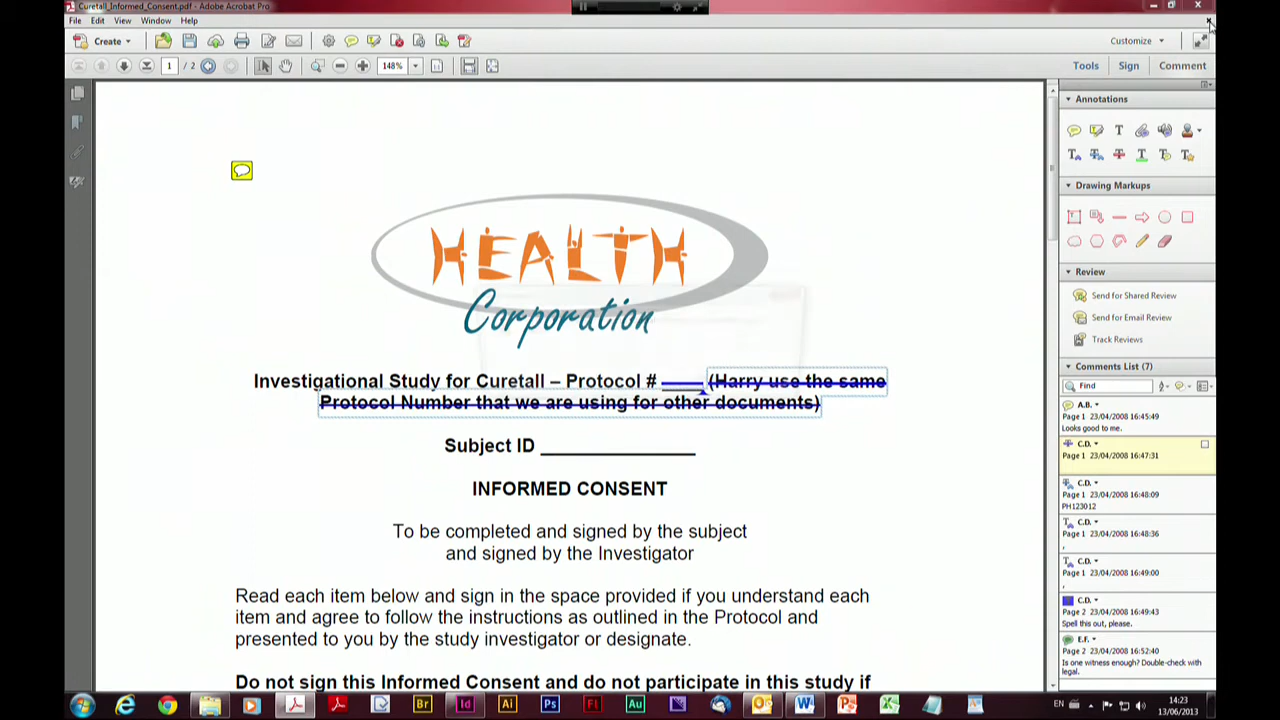 Curetall_Informed_Consent.pdf - Adobe Acrobat Pro
File Edit View Window Help
Create
Customize
1 / 2
148%
Tools Sign Comment
HEALTH
Corporation
Investigational Study for Curetall – Protocol # ____ (Harry use the same
Protocol Number that we are using for other documents)
Subject ID _______________
INFORMED CONSENT
To be completed and signed by the subject
and signed by the Investigator
Read each item below and sign in the space provided if you understand each
item and agree to follow the instructions as outlined in the Protocol and
presented to you by the study investigator or designate.
Do not sign this Informed Consent and do not participate in this study if
Annotations
Drawing Markups
Review
Send for Shared Review
Send for Email Review
Track Reviews
Comments List (7)
Find
A.B.
Page 1 23/04/2008 16:45:49
Looks good to me.
C.D.
Page 1 23/04/2008 16:47:31
C.D.
Page 1 23/04/2008 16:48:09
PH123012
C.D.
Page 1 23/04/2008 16:48:36
,
C.D.
Page 1 23/04/2008 16:49:00
,
C.D.
Page 2 23/04/2008 16:49:43
Spell this out, please.
E.F.
Page 2 23/04/2008 16:52:40
Is one witness enough? Double-check with
legal.
Br Id Ai Ps Fl Au
EN
14:23
13/06/2013